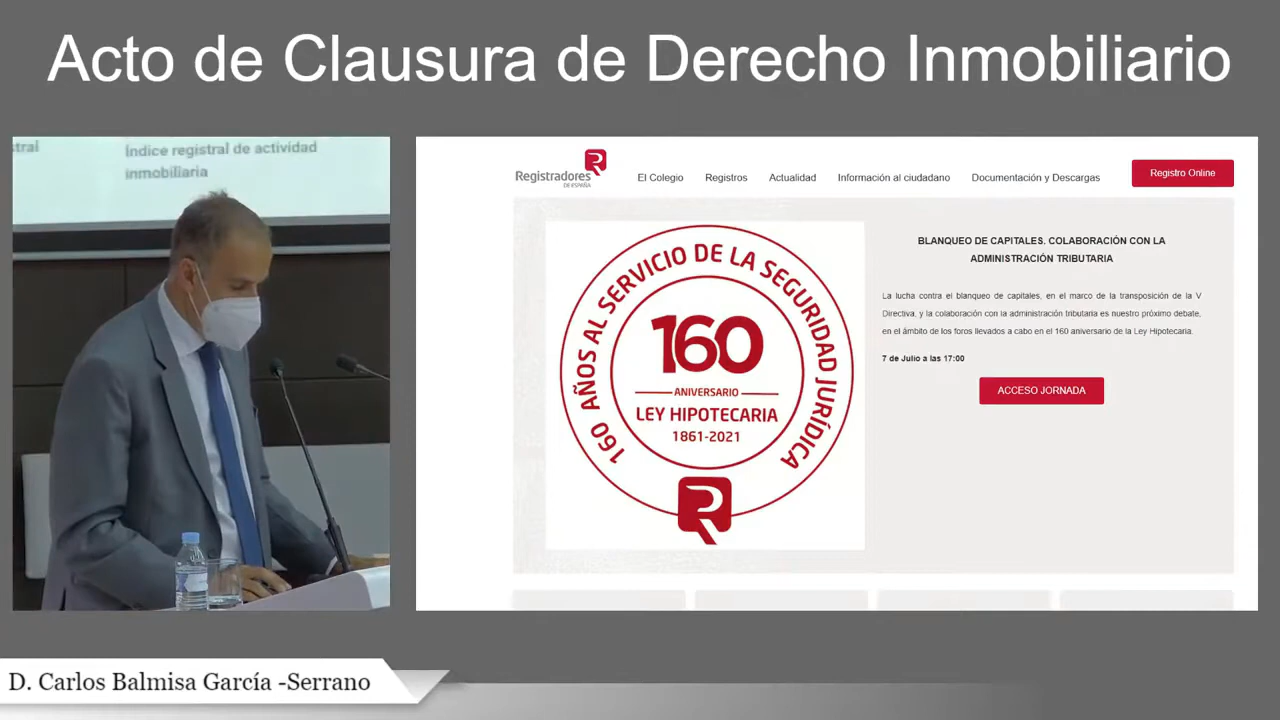 Acto de Clausura de Derecho Inmobiliario
stral
Índice registral de actividad
inmobiliaria
Registradores
DE ESPAÑA
El Colegio
Registros
Actualidad
Información al ciudadano
Documentación y Descargas
Registro Online
160 AÑOS AL SERVICIO DE LA SEGURIDAD JURÍDICA
160
ANIVERSARIO
LEY HIPOTECARIA
1861-2021
R
BLANQUEO DE CAPITALES. COLABORACIÓN CON LA
ADMINISTRACIÓN TRIBUTARIA
La lucha contra el blanqueo de capitales, en el marco de la transposición de la V
Directiva, y la colaboración con la administración tributaria es nuestro próximo debate,
en el ámbito de los foros llevados a cabo en el 160 aniversario de la Ley Hipotecaria.
7 de Julio a las 17:00
ACCESO JORNADA
D. Carlos Balmisa García -Serrano